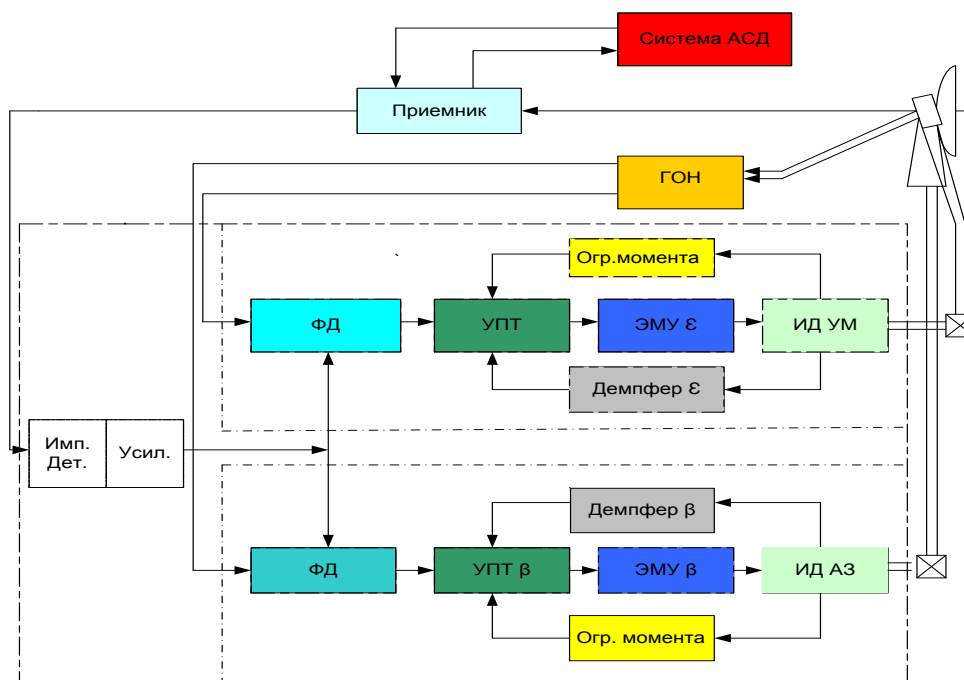 Система АСД
Приемник
ГОН
Огр.момента
ФД
УПТ
ЭМУ Ɛ
ИД УМ
Демпфер Ɛ
Имп.
Дет.
Усил.
Демпфер β
ФД
УПТ β
ЭМУ β
ИД АЗ
Огр. момента